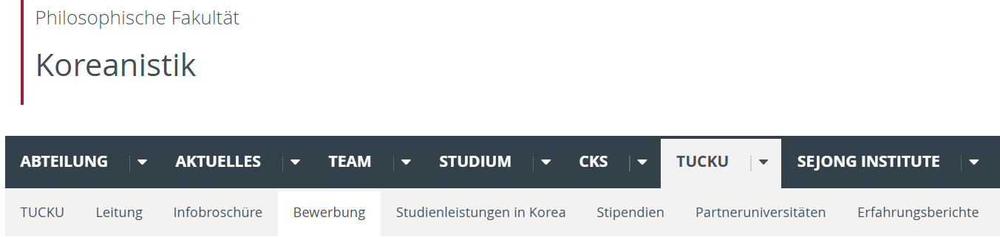 Philosophische Fakultät
Koreanistik
ABTEILUNG AKTUELLES TEAM STUDIUM CKS TUCKU SEJONG INSTITUTE
TUCKU Leitung Infobroschüre Bewerbung Studienleistungen in Korea Stipendien Partneruniversitäten Erfahrungsberichte